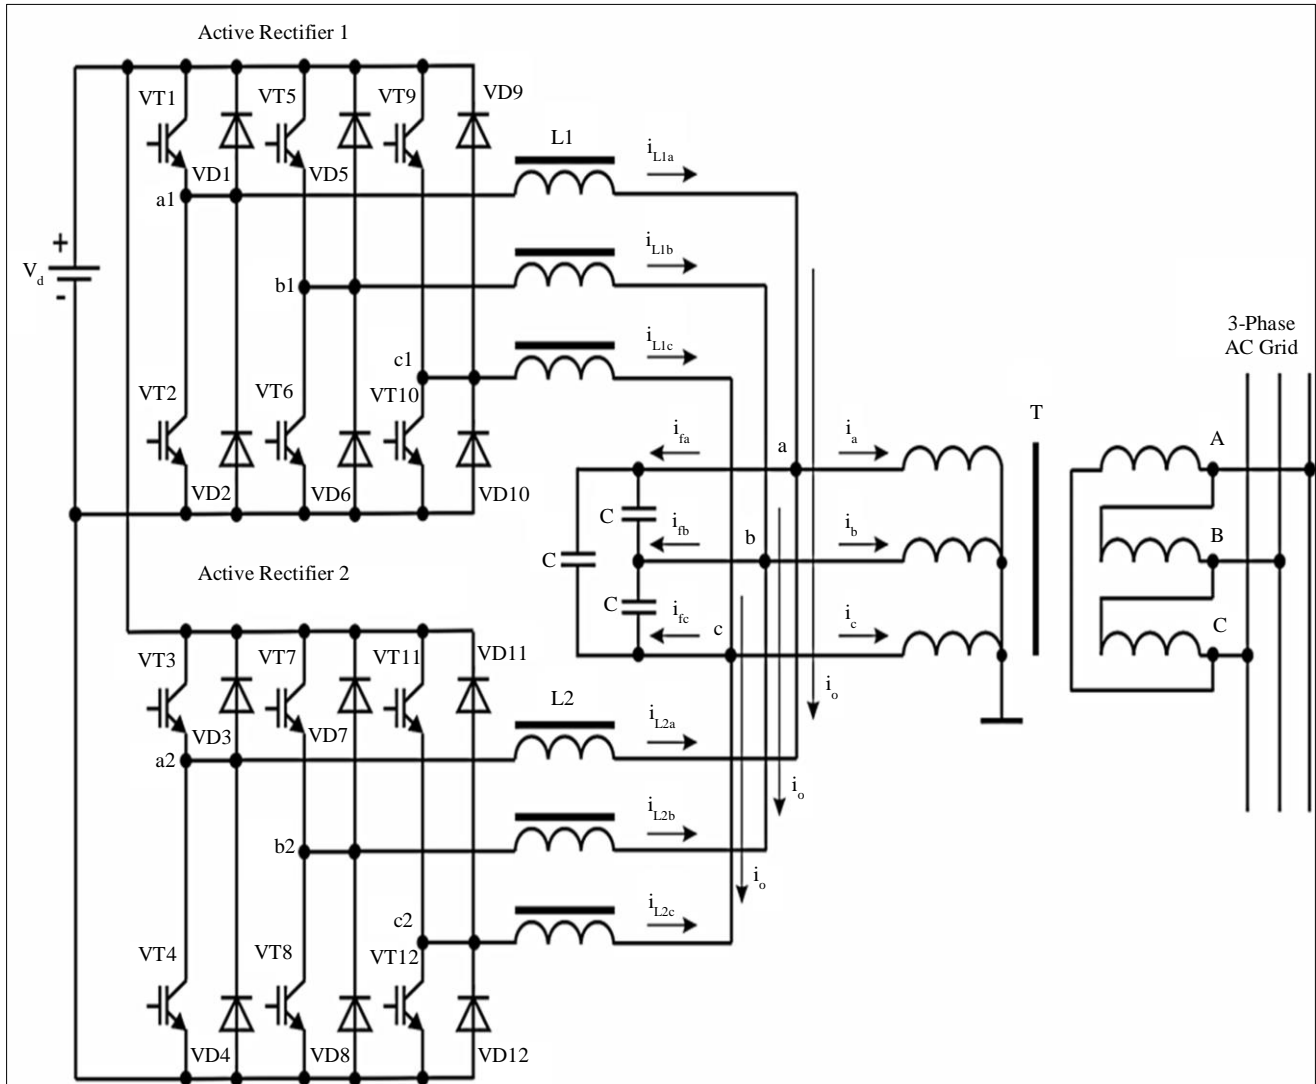 Active Rectifier 1
VT1
VT5
VT9
VD9
VD1
VD5
L1
i_L1a
a1
+
V_d
-
b1
i_L1b
c1
i_L1c
VT2
VT6
VT10
VD2
VD6
VD10
3-Phase
AC Grid
T
i_fa
a
i_a
A
C
i_fb
b
i_b
B
C
C
i_fc
c
i_c
C
Active Rectifier 2
VT3
VT7
VT11
VD11
VD3
VD7
L2
i_L2a
i_o
a2
i_o
b2
i_L2b
i_o
c2
i_L2c
VT4
VT8
VT12
VD4
VD8
VD12